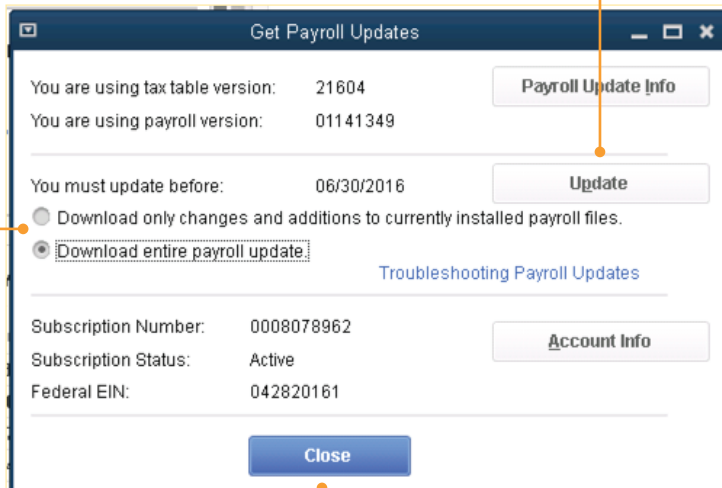 Get Payroll Updates
You are using tax table version: 21604 Payroll Update Info
You are using payroll version: 01141349
You must update before: 06/30/2016 Update
Download only changes and additions to currently installed payroll files.
Download entire payroll update.
Troubleshooting Payroll Updates
Subscription Number: 0008078962
Account Info
Subscription Status: Active
Federal EIN: 042820161
Close